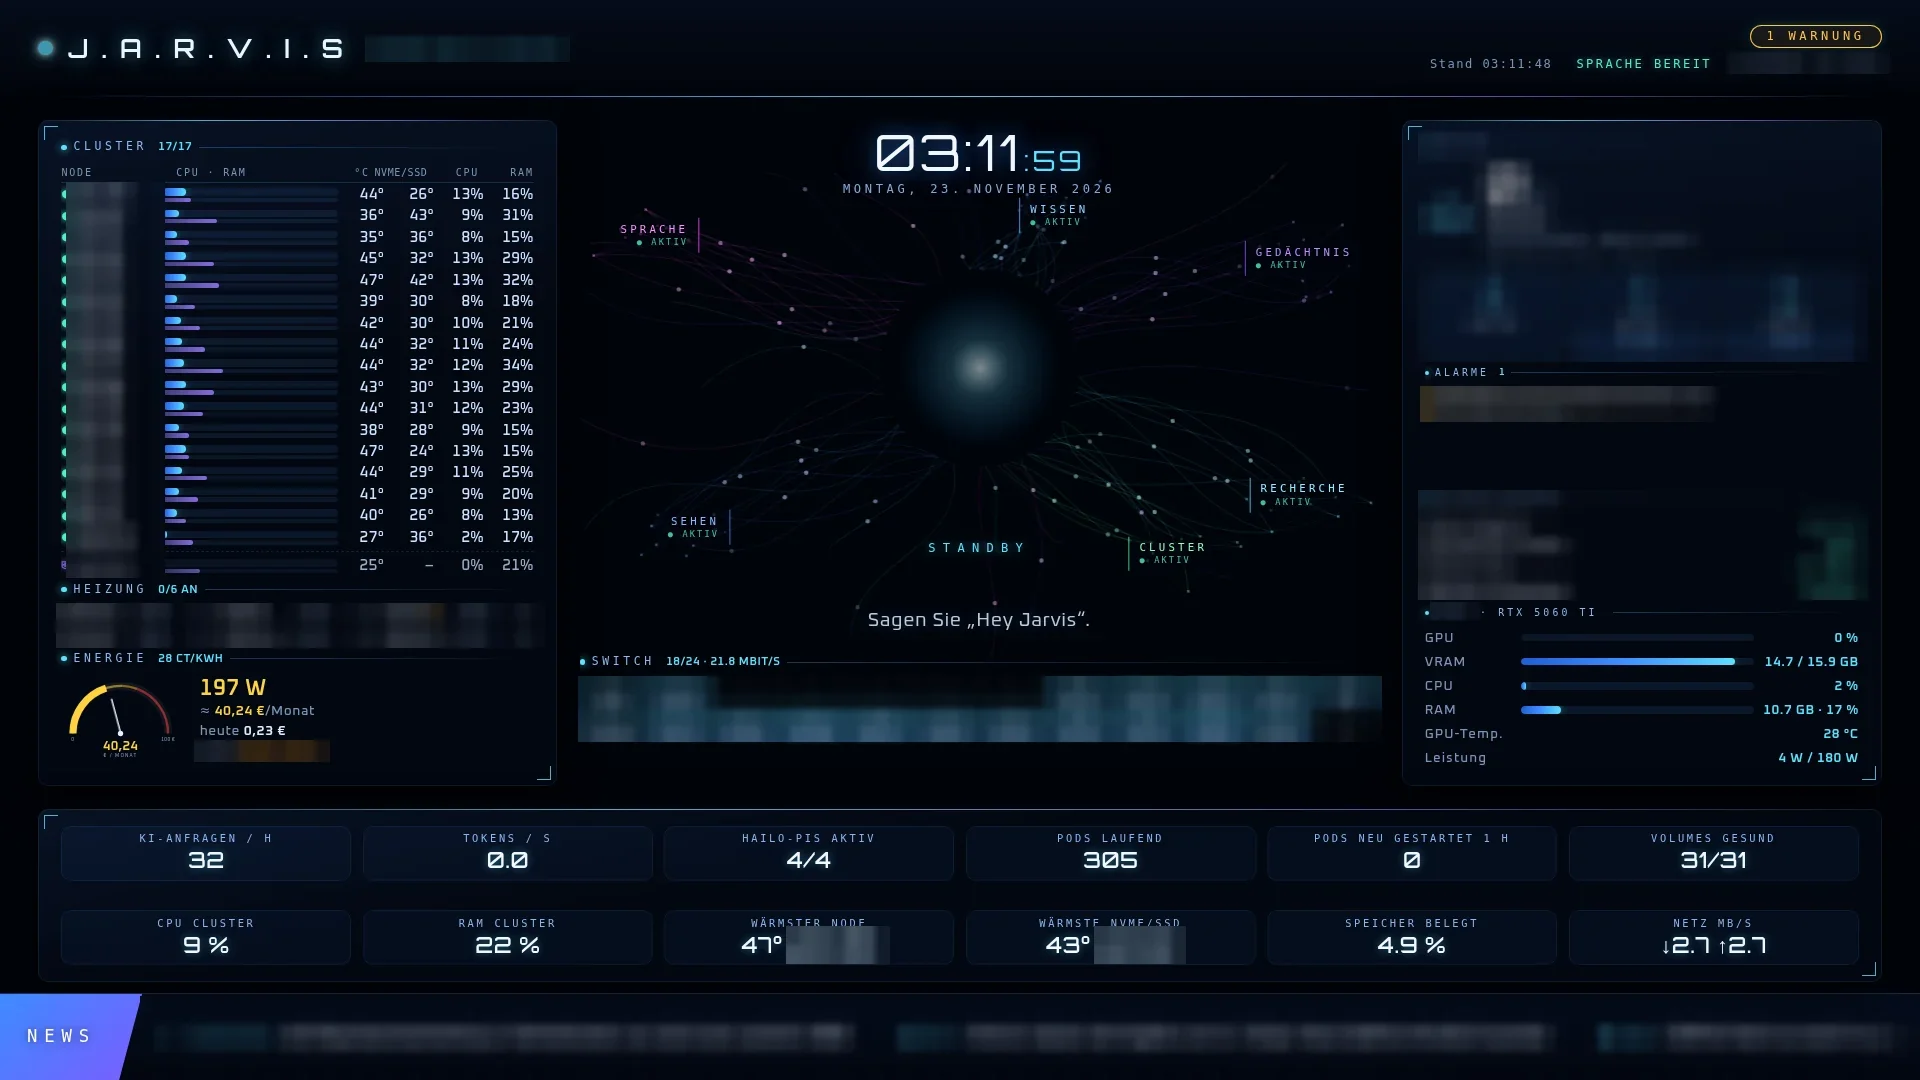 J.A.R.V.I.S
1 WARNUNG
Stand 03:11:48 SPRACHE BEREIT
CLUSTER 17/17
NODE CPU · RAM °C NVME/SSD CPU RAM
44° 26° 13% 16%
36° 43° 9% 31%
35° 36° 8% 15%
45° 32° 13% 29%
47° 42° 13% 32%
39° 30° 8% 18%
42° 30° 10% 21%
44° 32° 11% 24%
44° 32° 12% 34%
43° 30° 13% 29%
44° 31° 12% 23%
38° 28° 9% 15%
47° 24° 13% 15%
44° 29° 11% 25%
41° 29° 9% 20%
40° 26° 8% 13%
27° 36° 2% 17%
25° – 0% 21%
HEIZUNG 0/6 AN
ENERGIE 28 CT/KWH
197 W
≈ 40,24 €/Monat
heute 0,23 €
0 100 €
40,24
€ / MONAT
03:11:59
MONTAG, 23. NOVEMBER 2026
WISSEN
● AKTIV
SPRACHE
● AKTIV
GEDÄCHTNIS
● AKTIV
RECHERCHE
● AKTIV
SEHEN
● AKTIV
CLUSTER
● AKTIV
STANDBY
Sagen Sie „Hey Jarvis“.
SWITCH 18/24 · 21.8 MBIT/S
ALARME 1
· RTX 5060 TI
GPU 0 %
VRAM 14.7 / 15.9 GB
CPU 2 %
RAM 10.7 GB · 17 %
GPU-Temp. 28 °C
Leistung 4 W / 180 W
KI-ANFRAGEN / H
32
TOKENS / S
0.0
HAILO-PIS AKTIV
4/4
PODS LAUFEND
305
PODS NEU GESTARTET 1 H
0
VOLUMES GESUND
31/31
CPU CLUSTER
9 %
RAM CLUSTER
22 %
WÄRMSTER NODE
47°
WÄRMSTE NVME/SSD
43°
SPEICHER BELEGT
4.9 %
NETZ MB/S
↓2.7 ↑2.7
NEWS